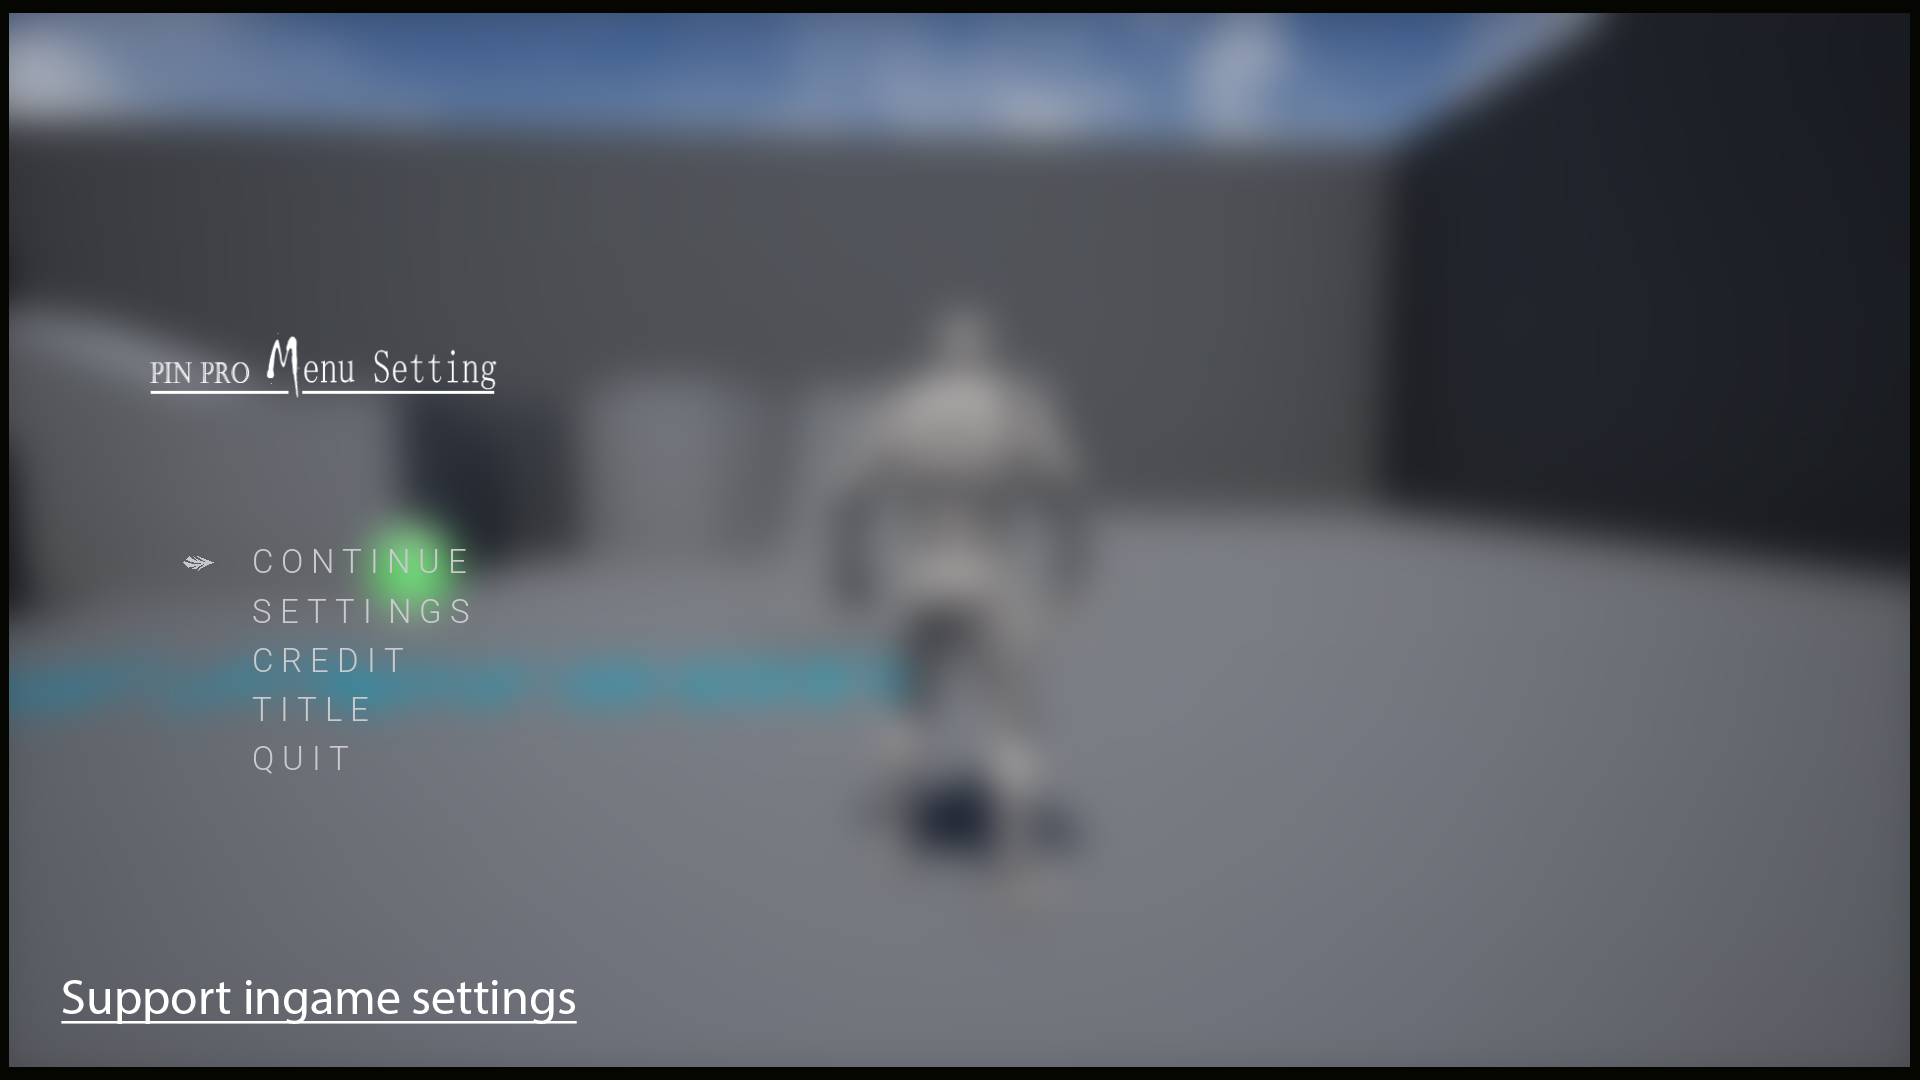 PIN PRO Menu Setting
CONTINUE
SETTINGS
CREDIT
TITLE
QUIT
Support ingame settings